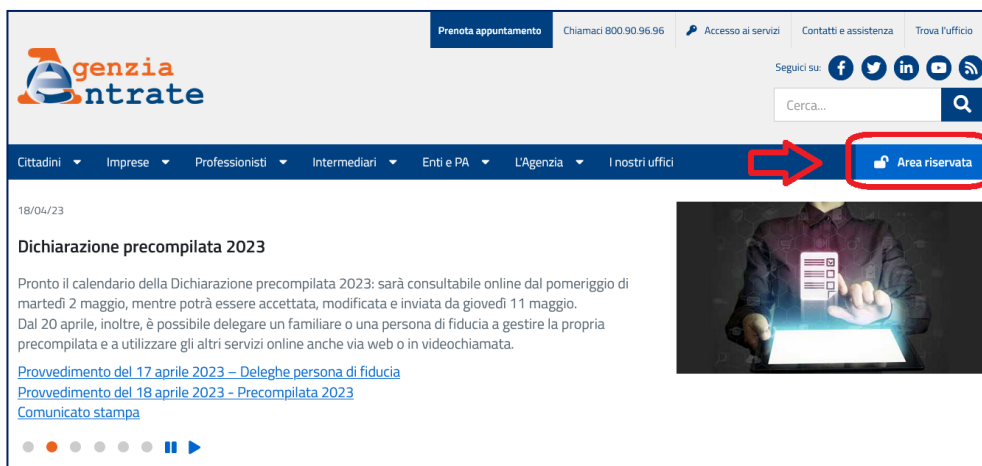 Prenota appuntamento
Chiamaci 800.90.96.96
Accesso ai servizi
Contatti e assistenza
Trova l'ufficio
Agenzia
Entrate
Seguici su:
Cerca...
Cittadini
Imprese
Professionisti
Intermediari
Enti e PA
L'Agenzia
I nostri uffici
Area riservata
18/04/23
Dichiarazione precompilata 2023
Pronto il calendario della Dichiarazione precompilata 2023: sarà consultabile online dal pomeriggio di
martedì 2 maggio, mentre potrà essere accettata, modificata e inviata da giovedì 11 maggio.
Dal 20 aprile, inoltre, è possibile delegare un familiare o una persona di fiducia a gestire la propria
precompilata e a utilizzare gli altri servizi online anche via web o in videochiamata.
Provvedimento del 17 aprile 2023 – Deleghe persona di fiducia
Provvedimento del 18 aprile 2023 - Precompilata 2023
Comunicato stampa